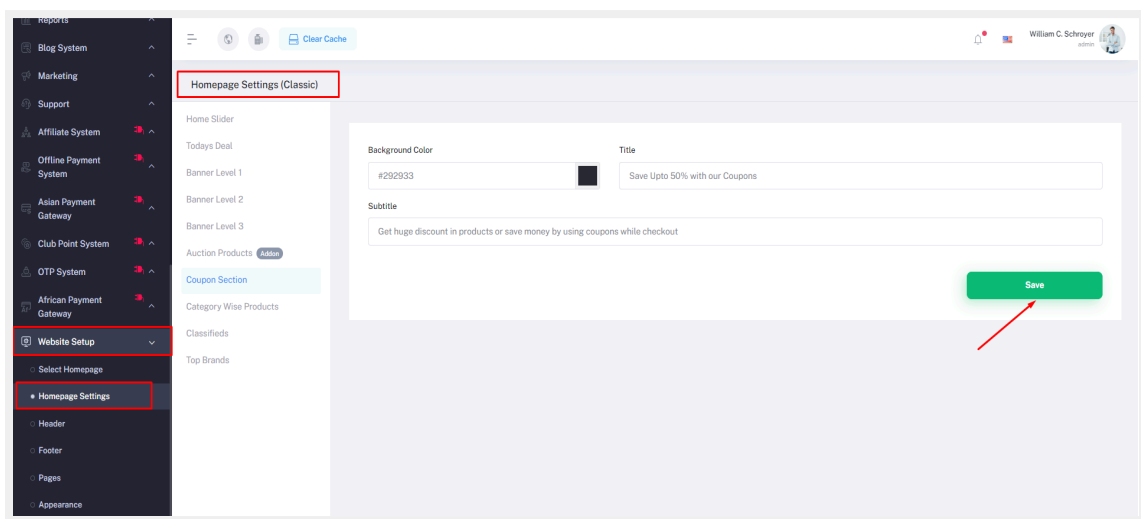 Reports
Blog System
Marketing
Support
Affiliate System
Offline Payment
System
Asian Payment
Gateway
Club Point System
OTP System
African Payment
Gateway
Website Setup
Select Homepage
Homepage Settings
Header
Footer
Pages
Appearance
Clear Cache
William C. Schroyer
admin
Homepage Settings (Classic)
Home Slider
Todays Deal
Banner Level 1
Banner Level 2
Banner Level 3
Auction Products Addon
Coupon Section
Category Wise Products
Classifieds
Top Brands
Background Color
#292933
Title
Save Upto 50% with our Coupons
Subtitle
Get huge discount in products or save money by using coupons while checkout
Save